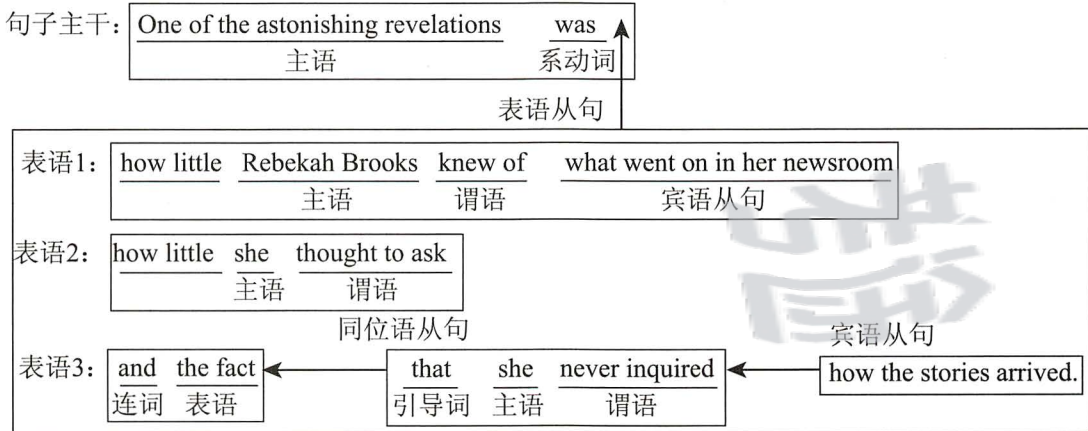 句子主干: One of the astonishing revelations was
主语 系动词
表语从句
表语1: how little Rebekah Brooks knew of what went on in her newsroom
主语 谓语 宾语从句
表语2: how little she thought to ask
主语 谓语
同位语从句 宾语从句
表语3: and the fact that she never inquired how the stories arrived.
连词 表语 引导词 主语 谓语